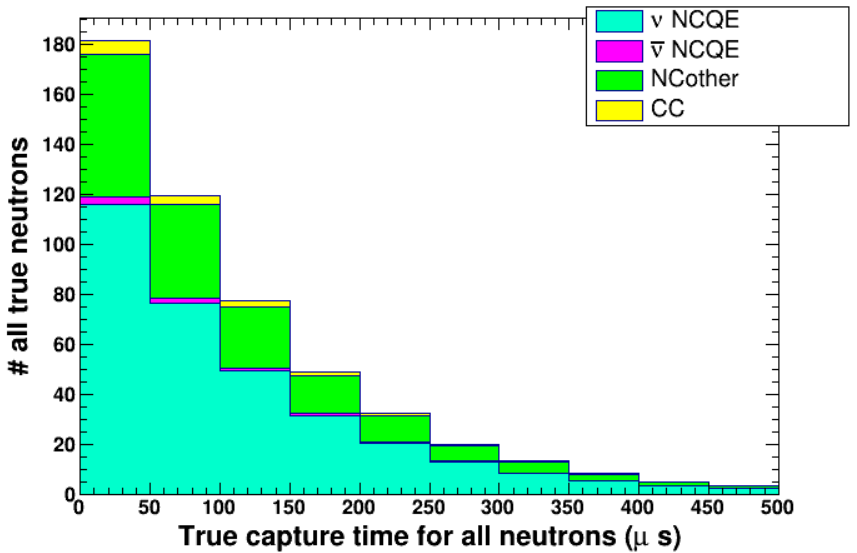 ν NCQE
ν̅ NCQE
NCother
CC
# all true neutrons
180
160
140
120
100
80
60
40
20
0
0 50 100 150 200 250 300 350 400 450 500
True capture time for all neutrons (μ s)